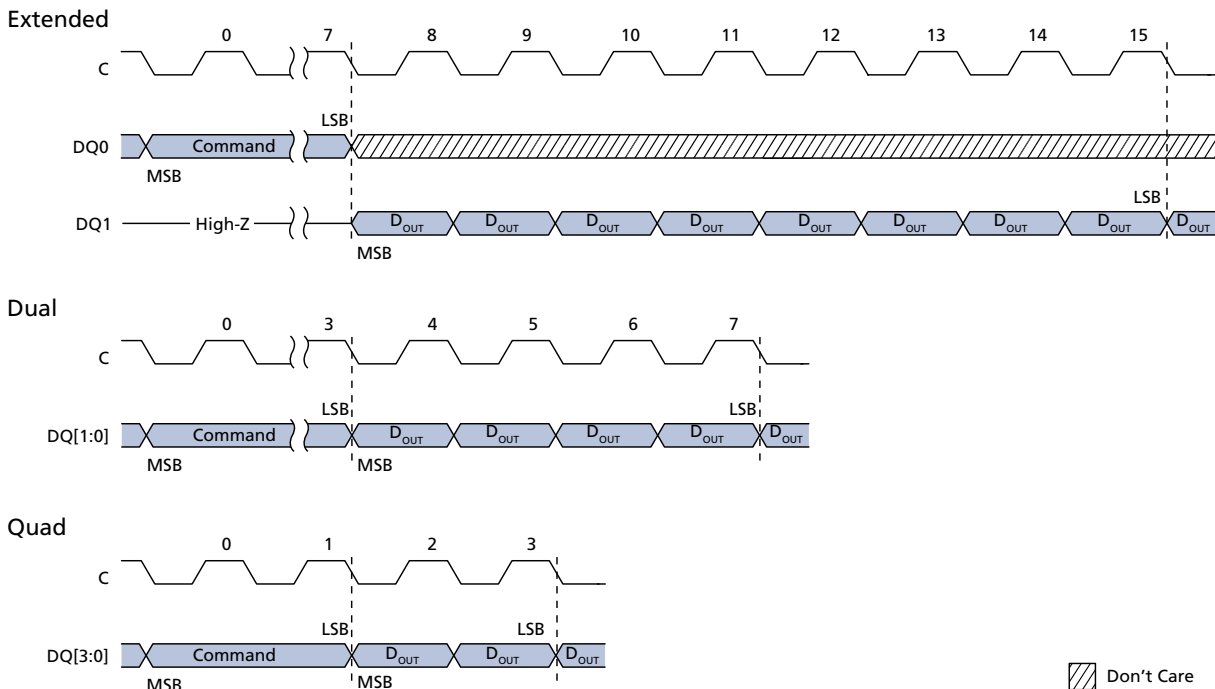 Extended
0 7 8 9 10 11 12 13 14 15
C
LSB
DQ0 Command
MSB
LSB
DQ1 High-Z DOUT DOUT DOUT DOUT DOUT DOUT DOUT DOUT DOUT
MSB
Dual
0 3 4 5 6 7
C
LSB LSB
DQ[1:0] Command DOUT DOUT DOUT DOUT DOUT
MSB MSB
Quad
0 1 2 3
C
LSB LSB
DQ[3:0] Command DOUT DOUT DOUT
MSB MSB
Don't Care